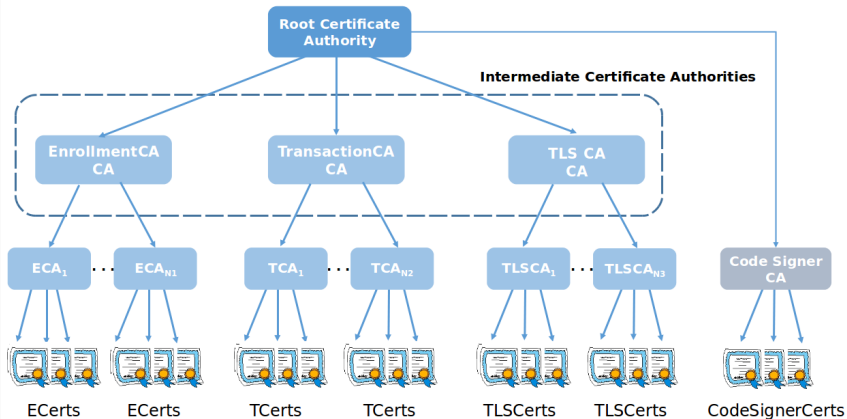 Root Certificate
Authority
Intermediate Certificate Authorities
EnrollmentCA
CA
TransactionCA
CA
TLS CA
CA
ECA1
...
ECAN1
TCA1
...
TCAN2
TLSCA1
...
TLSCAN3
Code Signer
CA
ECerts
ECerts
TCerts
TCerts
TLSCerts
TLSCerts
CodeSignerCerts